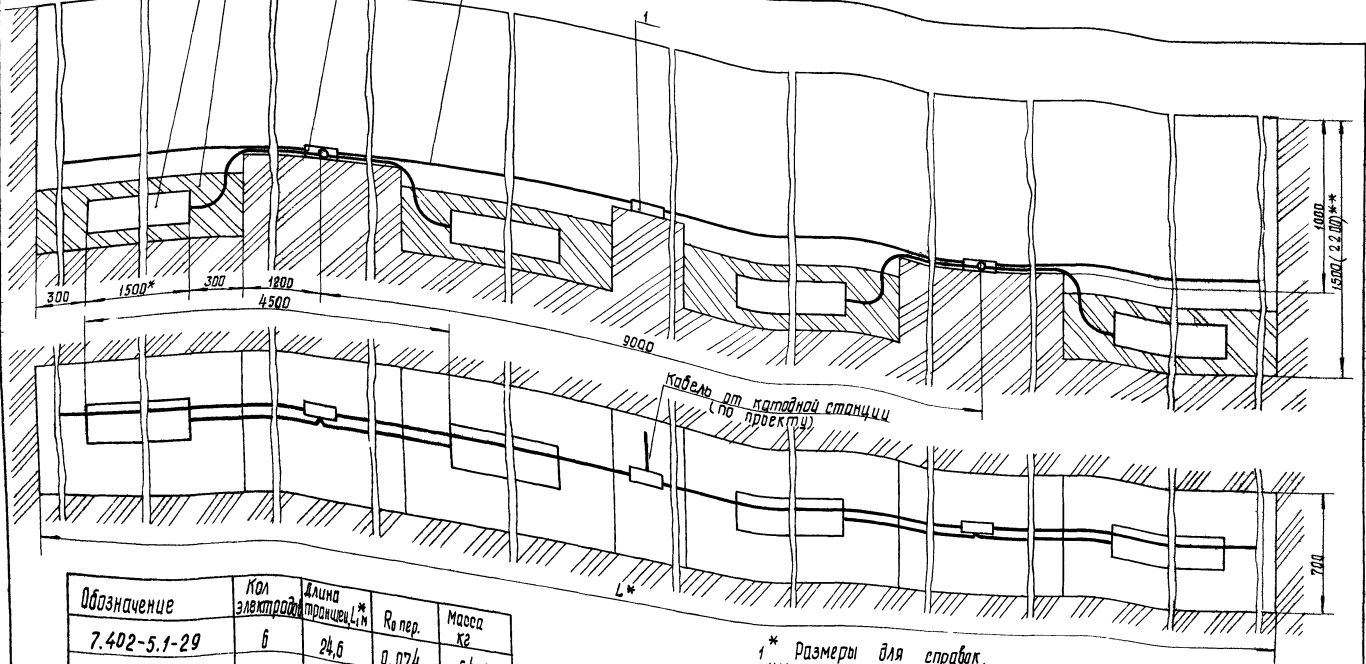 1
1000
1500(2200)**
300
1500*
300
1200
4500
9000
Кабель от катодной станции
(по проекту)
700
L*
Обозначение
Кол электродов
Длина траншеи L,*м
R₀ пер.
Масса кг
7.402-5.1-29
6
24,6
0,074
1* Размеры для справок.